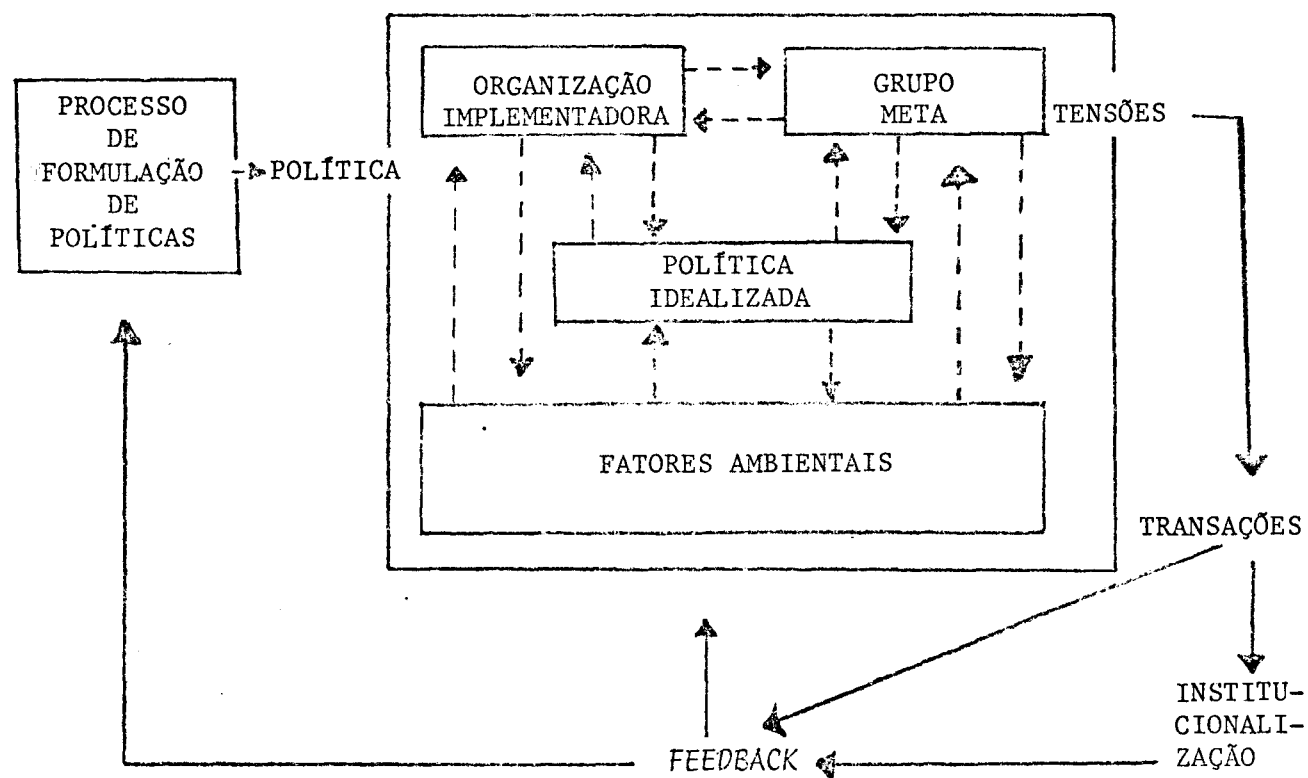 PROCESSO
DE
FORMULAÇÃO
DE
POLÍTICAS
POLÍTICA
ORGANIZAÇÃO
IMPLEMENTADORA
GRUPO
META
TENSÕES
POLÍTICA
IDEALIZADA
FATORES AMBIENTAIS
TRANSAÇÕES
INSTITU-
CIONALI-
ZAÇÃO
FEEDBACK